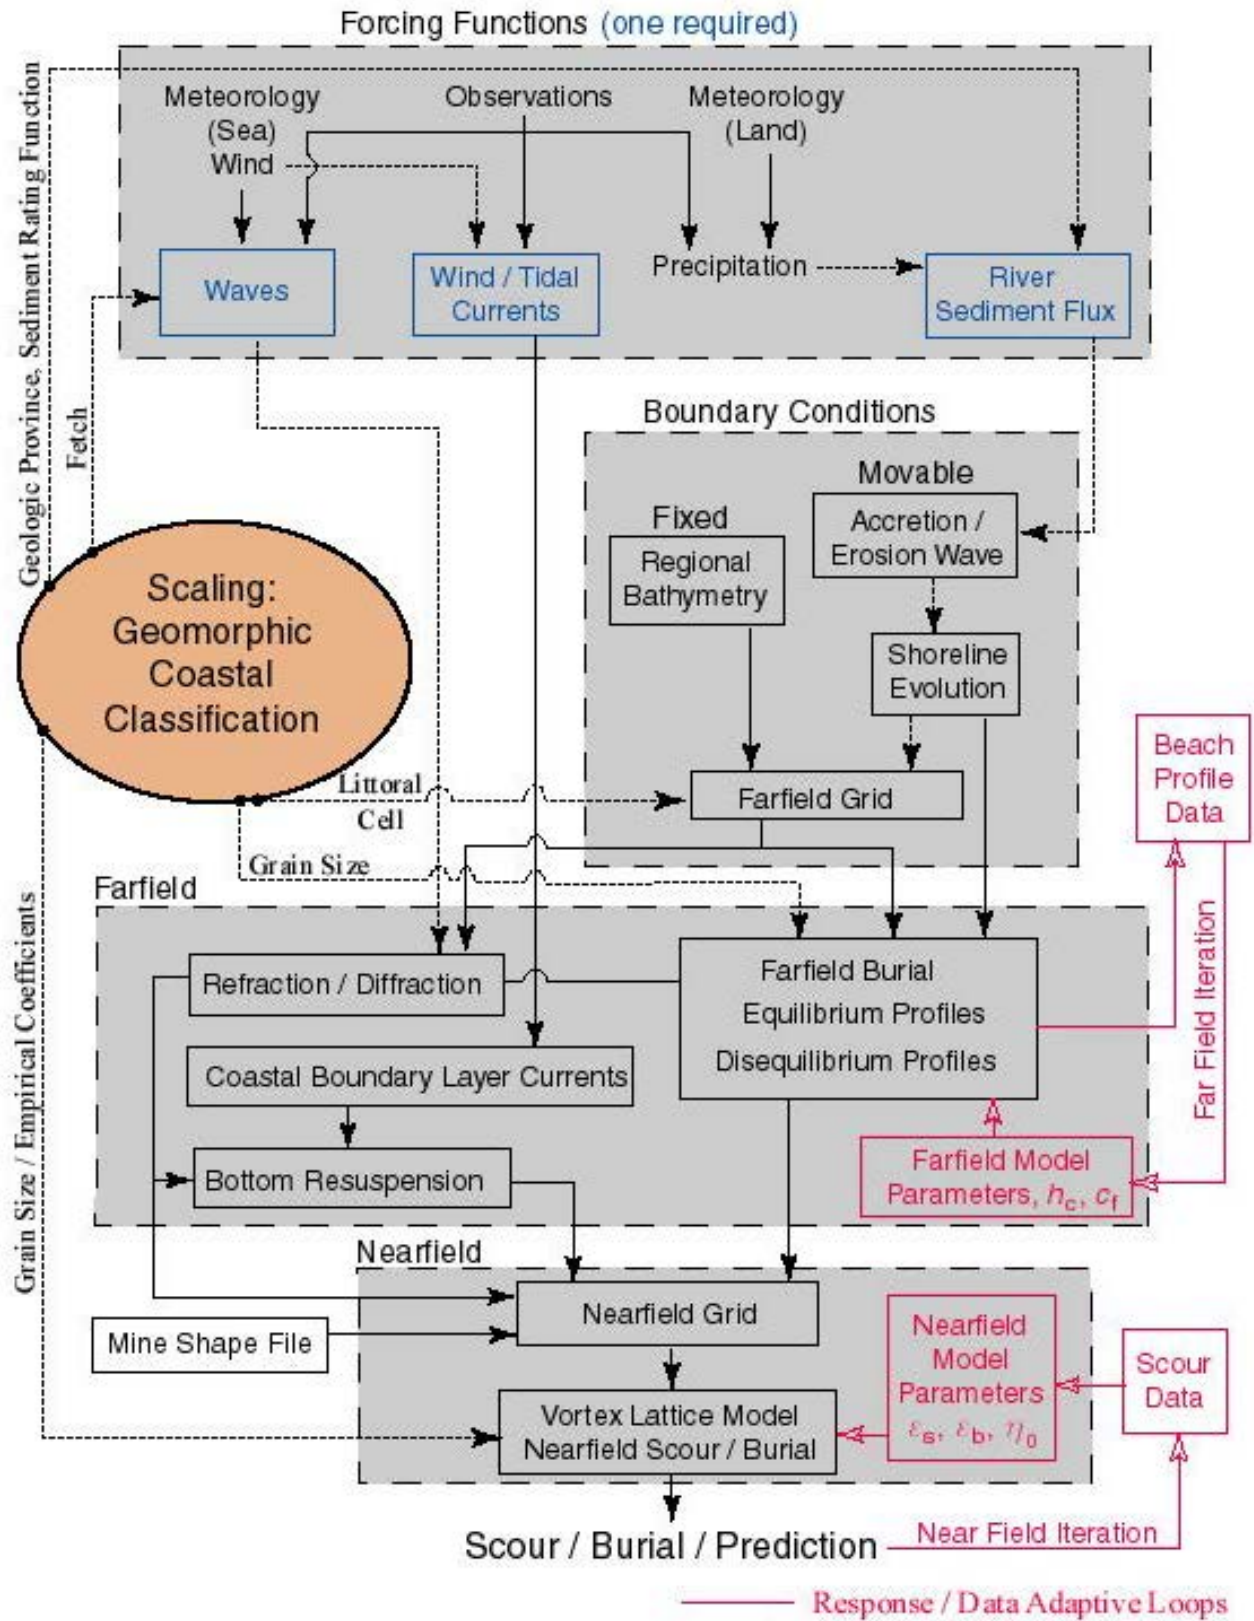 Forcing Functions (one required)
Geologic Province, Sediment Rating Function
Meteorology
(Sea)
Wind
Observations
Meteorology
(Land)
Waves
Wind / Tidal
Currents
Precipitation
River
Sediment Flux
Fetch
Boundary Conditions
Movable
Fixed
Accretion /
Erosion Wave
Regional
Bathymetry
Scaling:
Geomorphic
Coastal
Classification
Shoreline
Evolution
Beach
Profile
Data
Littoral
Cell
Farfield Grid
Grain Size
Farfield
Refraction / Diffraction
Farfield Burial
Equilibrium Profiles
Disequilibrium Profiles
Far Field Iteration
Coastal Boundary Layer Currents
Grain Size / Empirical Coefficients
Bottom Resuspension
Farfield Model
Parameters, h_c, c_f
Nearfield
Nearfield Grid
Mine Shape File
Nearfield
Model
Parameters
ε_s, ε_b, η_0
Scour
Data
Vortex Lattice Model
Nearfield Scour / Burial
Scour / Burial / Prediction
Near Field Iteration
Response / Data Adaptive Loops